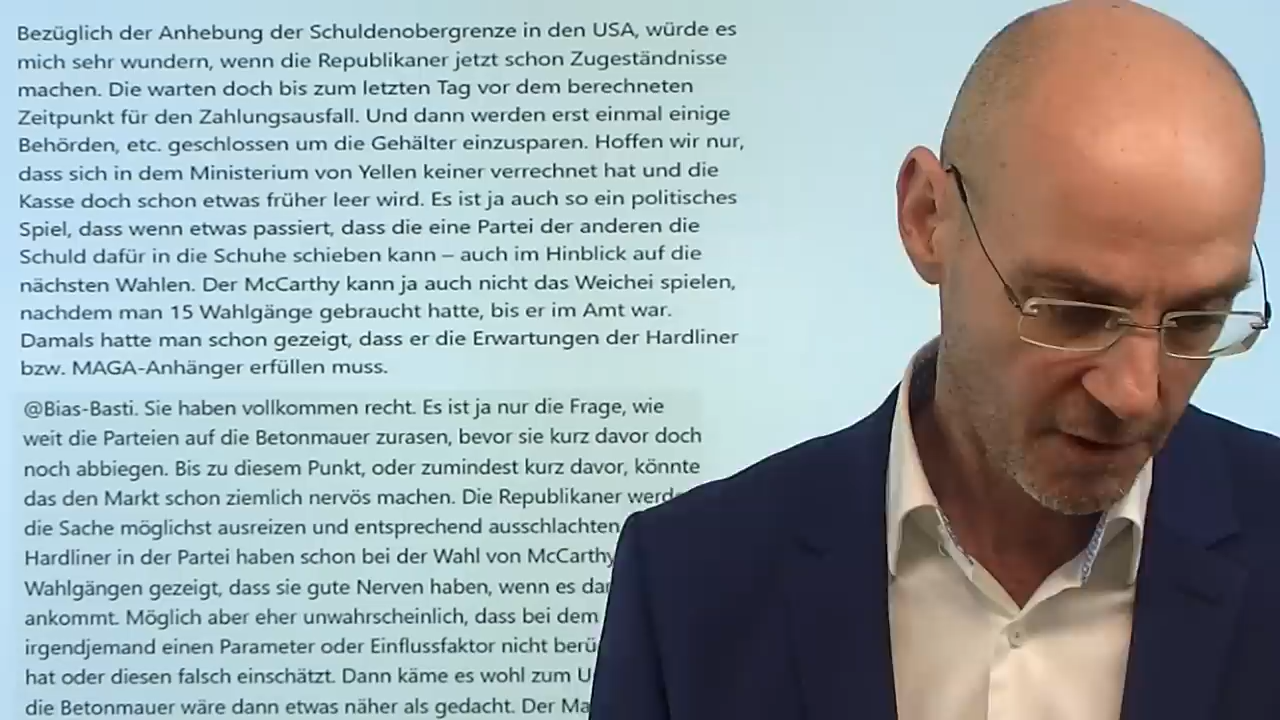 Bezüglich der Anhebung der Schuldenobergrenze in den USA, würde es
mich sehr wundern, wenn die Republikaner jetzt schon Zugeständnisse
machen. Die warten doch bis zum letzten Tag vor dem berechneten
Zeitpunkt für den Zahlungsausfall. Und dann werden erst einmal einige
Behörden, etc. geschlossen um die Gehälter einzusparen. Hoffen wir nur,
dass sich in dem Ministerium von Yellen keiner verrechnet hat und die
Kasse doch schon etwas früher leer wird. Es ist ja auch so ein politisches
Spiel, dass wenn etwas passiert, dass die eine Partei der anderen die
Schuld dafür in die Schuhe schieben kann – auch im Hinblick auf die
nächsten Wahlen. Der McCarthy kann ja auch nicht das Weichei spielen,
nachdem man 15 Wahlgänge gebraucht hatte, bis er im Amt war.
Damals hatte man schon gezeigt, dass er die Erwartungen der Hardliner
bzw. MAGA-Anhänger erfüllen muss.
@Bias-Basti. Sie haben vollkommen recht. Es ist ja nur die Frage, wie
weit die Parteien auf die Betonmauer zurasen, bevor sie kurz davor doch
noch abbiegen. Bis zu diesem Punkt, oder zumindest kurz davor, könnte
das den Markt schon ziemlich nervös machen. Die Republikaner
die Sache möglichst ausreizen und entsprechend ausschlachten
Hardliner in der Partei haben schon bei der Wahl von McCarthy
Wahlgängen gezeigt, dass sie gute Nerven haben, wenn es
ankommt. Möglich aber eher unwahrscheinlich, dass bei dem
irgendjemand einen Parameter oder Einflussfaktor nicht
hat oder diesen falsch einschätzt. Dann käme es wohl zum
die Betonmauer wäre dann etwas näher als gedacht. Der